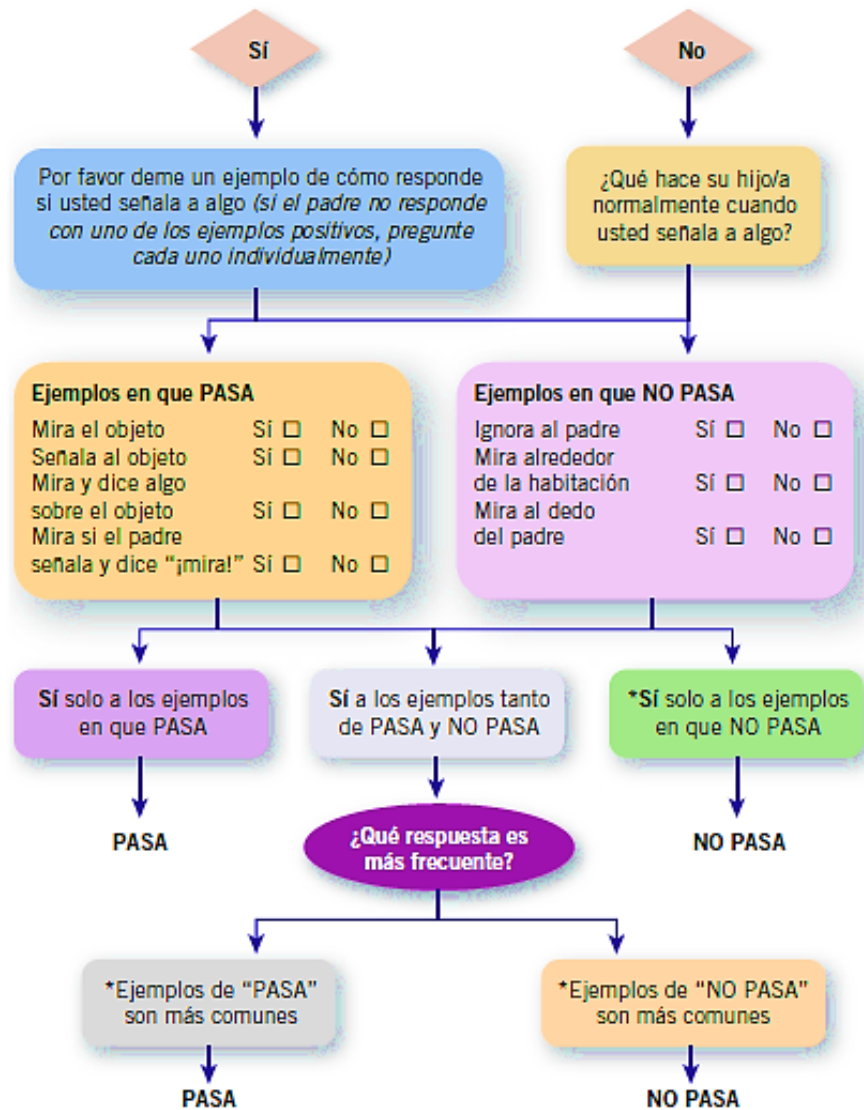 Sí
No
Por favor deme un ejemplo de cómo responde
si usted señala a algo (si el padre no responde
con uno de los ejemplos positivos, pregunte
cada uno individualmente)
¿Qué hace su hijo/a
normalmente cuando
usted señala a algo?
Ejemplos en que PASA
Mira el objeto Sí ☐ No ☐
Señala al objeto Sí ☐ No ☐
Mira y dice algo
sobre el objeto Sí ☐ No ☐
Mira si el padre
señala y dice “¡mira!” Sí ☐ No ☐
Ejemplos en que NO PASA
Ignora al padre Sí ☐ No ☐
Mira alrededor
de la habitación Sí ☐ No ☐
Mira al dedo
del padre Sí ☐ No ☐
Sí solo a los ejemplos
en que PASA
Sí a los ejemplos tanto
de PASA y NO PASA
*Sí solo a los ejemplos
en que NO PASA
PASA
¿Qué respuesta es
más frecuente?
NO PASA
*Ejemplos de “PASA”
son más comunes
*Ejemplos de “NO PASA”
son más comunes
PASA
NO PASA